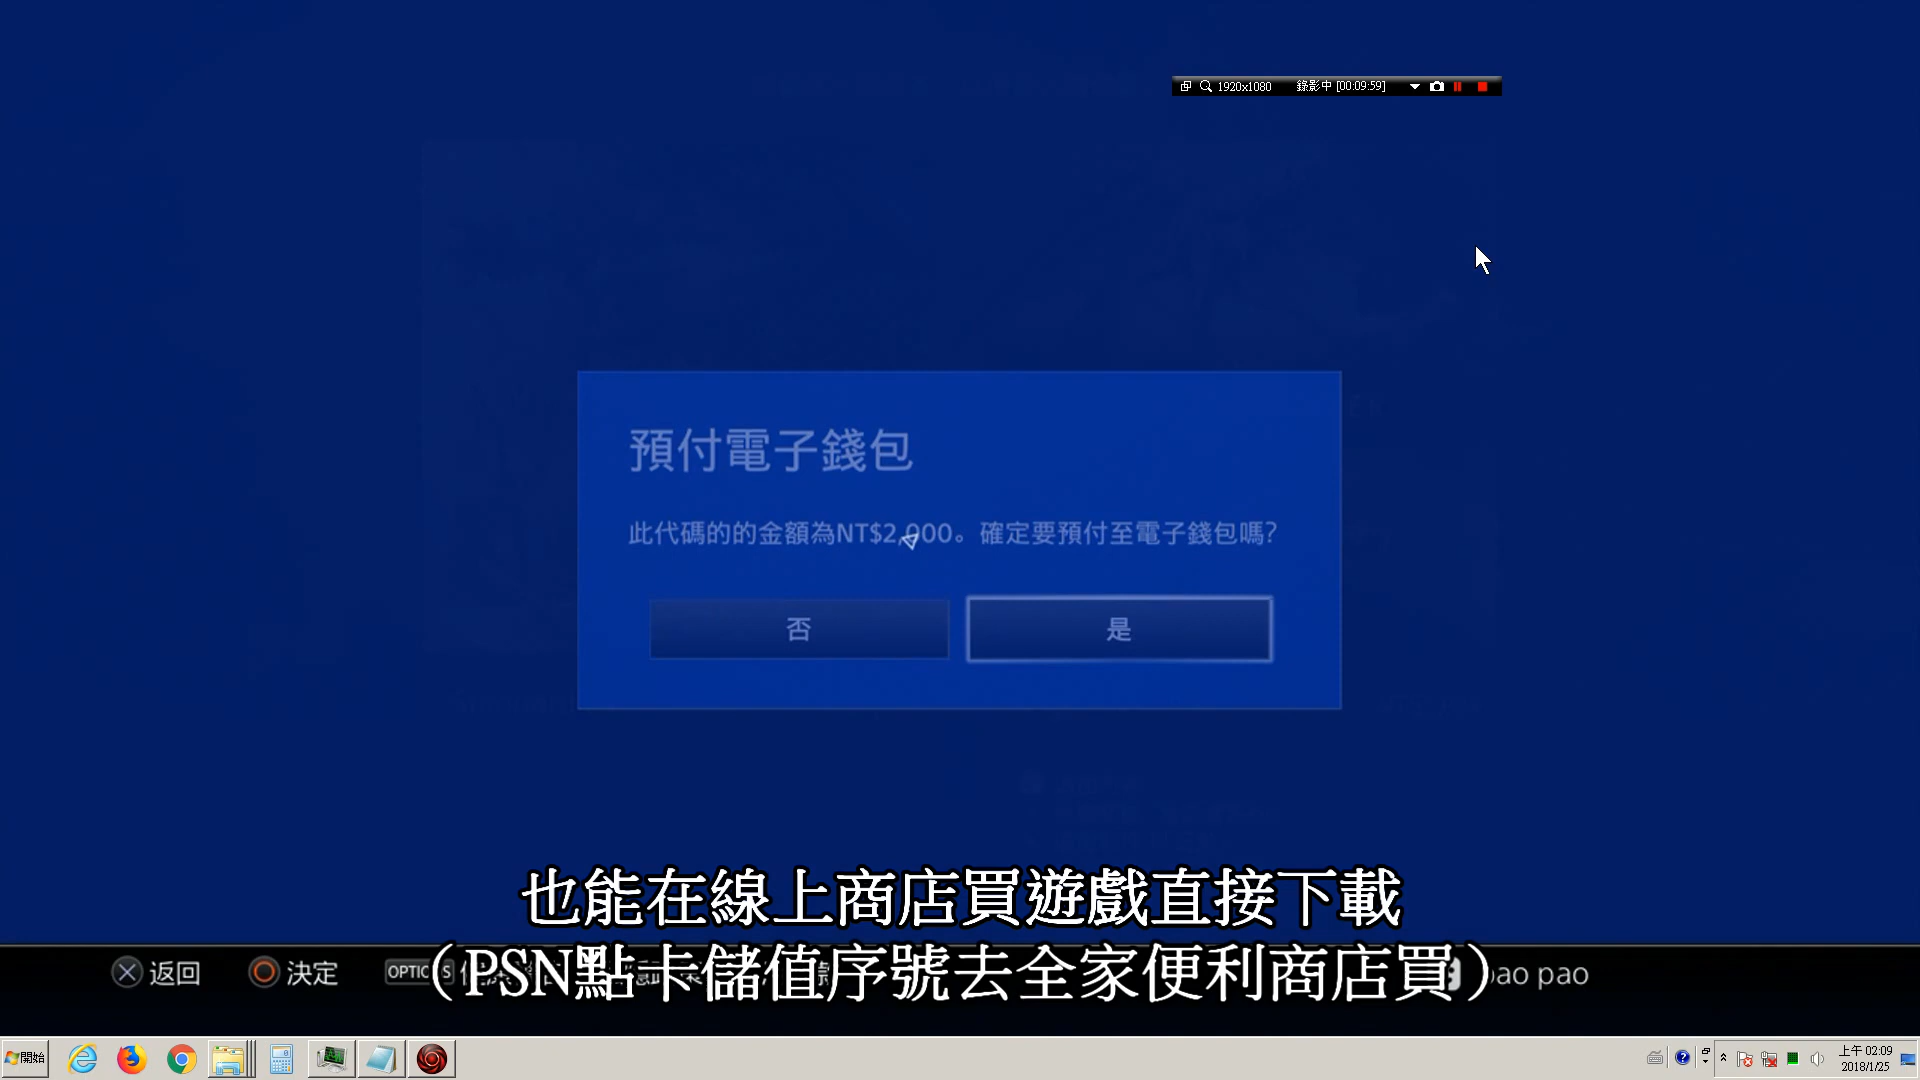 1920x1080 錄影中 [00:09:59]
預付電子錢包
此代碼的的金額為NT$2,000。確定要預付至電子錢包嗎?
否 是
也能在線上商店買遊戲直接下載
(PSN點卡儲值序號去全家便利商店買)
返回 決定 OPTIONS pao pao
開始
上午 02:09
2018/1/25